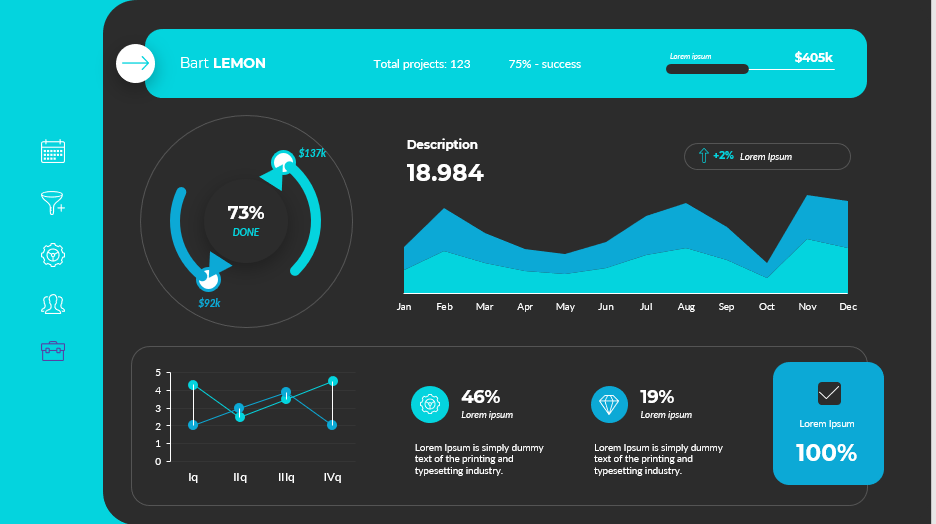 Bart LEMON
Total projects: 123
75% - success
Lorem ipsum
$405k
$137k
73%
DONE
$92k
Description
18.984
+2% Lorem Ipsum
Jan Feb Mar Apr May Jun Jul Aug Sep Oct Nov Dec
5
4
3
2
1
0
Iq IIq IIIq IVq
46%
Lorem ipsum
Lorem Ipsum is simply dummy
text of the printing and
typesetting industry.
19%
Lorem ipsum
Lorem Ipsum is simply dummy
text of the printing and
typesetting industry.
Lorem Ipsum
100%